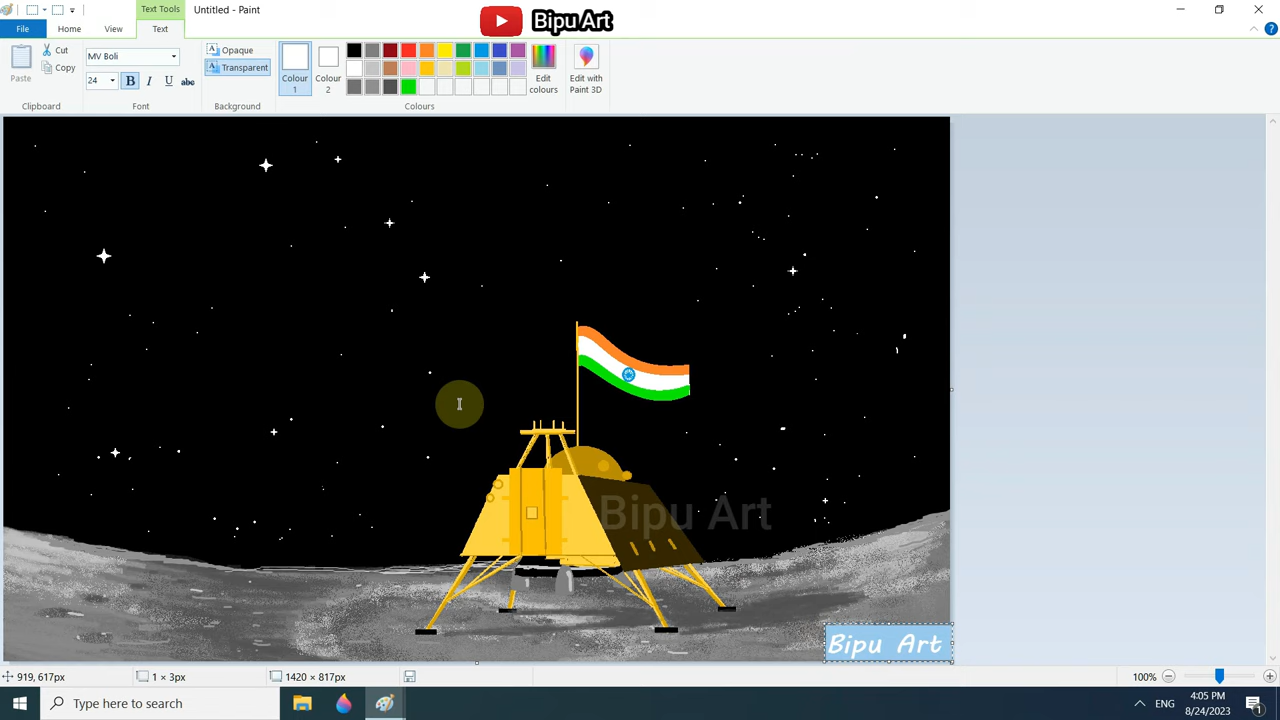 Text Tools
Untitled - Paint
Bipu Art
File
Home
View
Text
Paste
Cut
Copy
Clipboard
MV Boli
24
B I U abc
Font
Opaque
Transparent
Background
Colour 1
Colour 2
Edit colours
Colours
Edit with Paint 3D
Bipu Art
Bipu Art
919, 617px
1 × 3px
1420 × 817px
100%
Type here to search
ENG
4:05 PM
8/24/2023
1